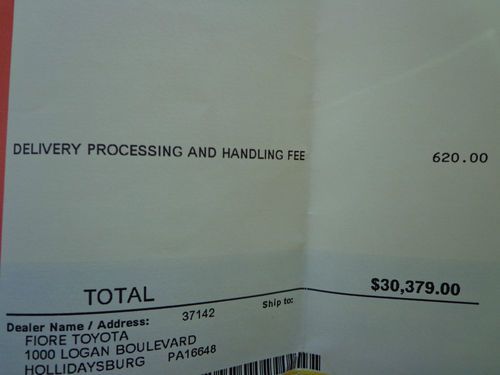 DELIVERY PROCESSING AND HANDLING FEE 620.00
TOTAL $30,379.00
Dealer Name / Address: 37142 Ship to:
FIORE TOYOTA
1000 LOGAN BOULEVARD
HOLLIDAYSBURG PA16648